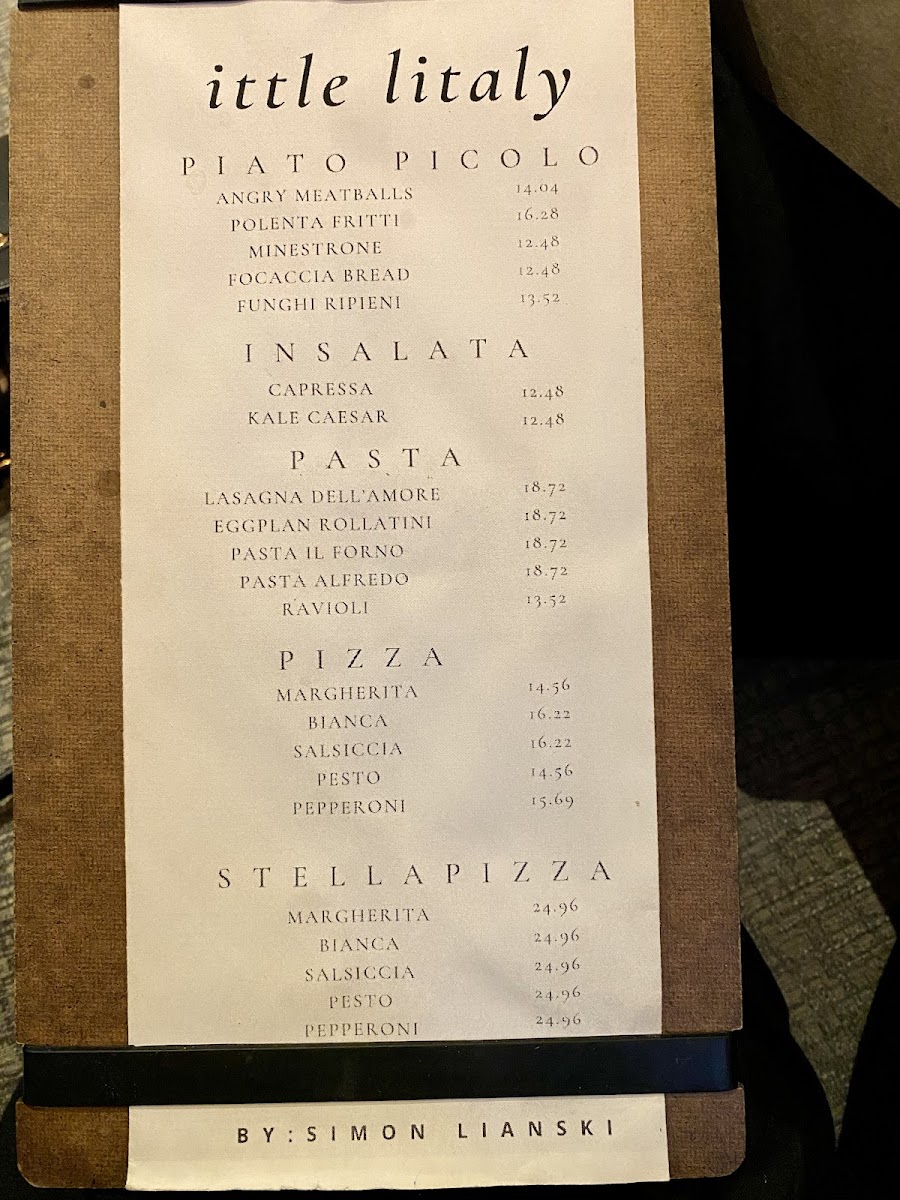 ittle litaly
PIATO PICOLO
ANGRY MEATBALLS 14.04
POLENTA FRITTI 16.28
MINESTRONE 12.48
FOCACCIA BREAD 12.48
FUNGHI RIPIENI 13.52
INSALATA
CAPRESSA 12.48
KALE CAESAR 12.48
PASTA
LASAGNA DELL'AMORE 18.72
EGGPLAN ROLLATINI 18.72
PASTA IL FORNO 18.72
PASTA ALFREDO 18.72
RAVIOLI 13.52
PIZZA
MARGHERITA 14.56
BIANCA 16.22
SALSICCIA 16.22
PESTO 14.56
PEPPERONI 15.69
STELLAPIZZA
MARGHERITA 24.96
BIANCA 24.96
SALSICCIA 24.96
PESTO 24.96
PEPPERONI 24.96
BY:SIMON LIANSKI